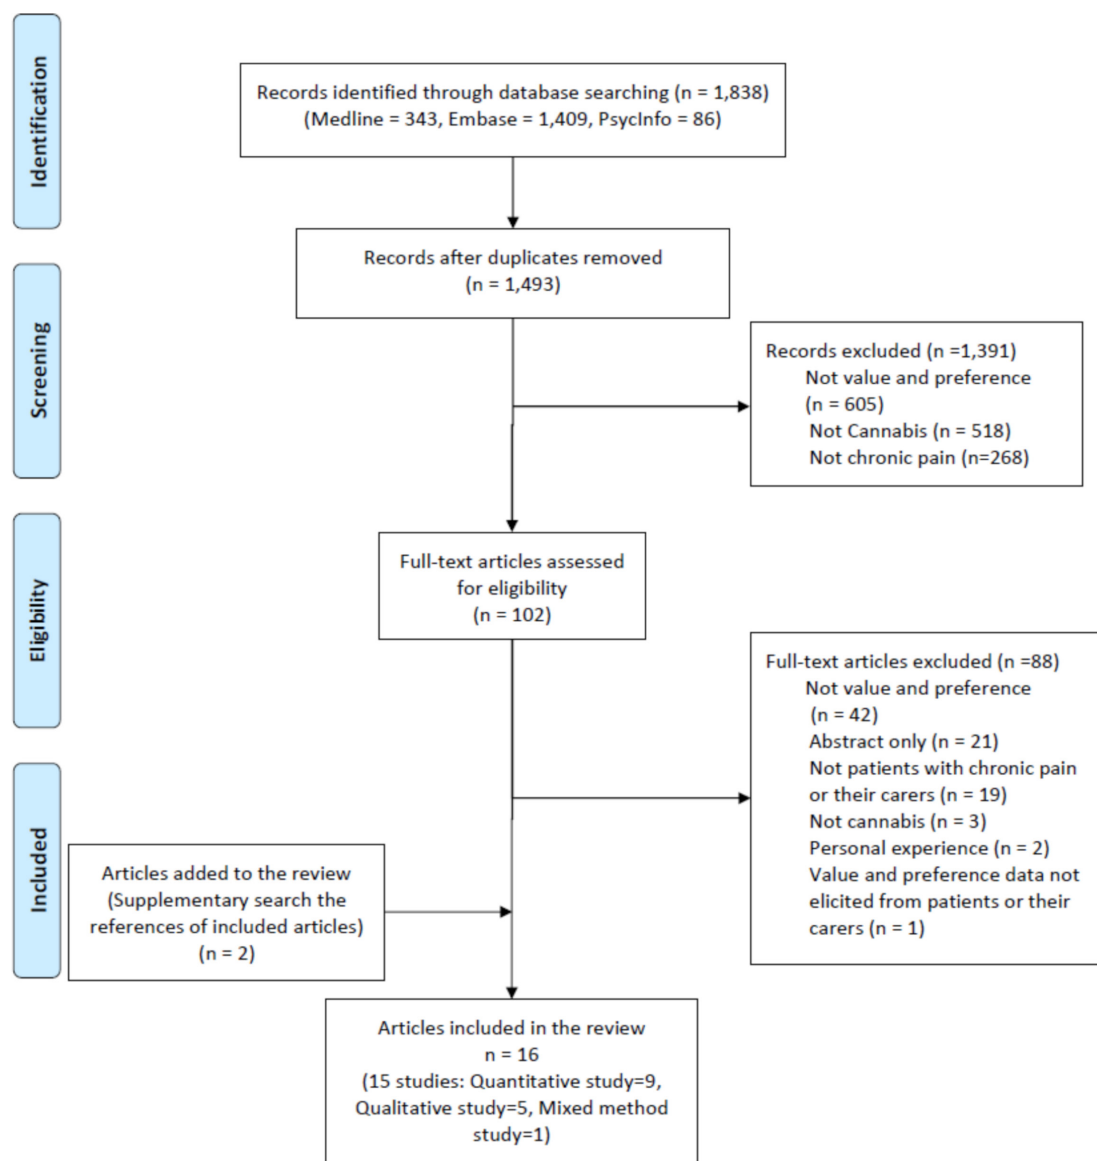 Identification
Records identified through database searching (n = 1,838)
(Medline = 343, Embase = 1,409, PsycInfo = 86)
Records after duplicates removed
(n = 1,493)
Screening
Records excluded (n =1,391)
Not value and preference
(n = 605)
Not Cannabis (n = 518)
Not chronic pain (n=268)
Eligibility
Full-text articles assessed
for eligibility
(n = 102)
Full-text articles excluded (n =88)
Not value and preference
(n = 42)
Abstract only (n = 21)
Not patients with chronic pain
or their carers (n = 19)
Not cannabis (n = 3)
Personal experience (n = 2)
Value and preference data not
elicited from patients or their
carers (n = 1)
Included
Articles added to the review
(Supplementary search the
references of included articles)
(n = 2)
Articles included in the review
n = 16
(15 studies: Quantitative study=9,
Qualitative study=5, Mixed method
study=1)